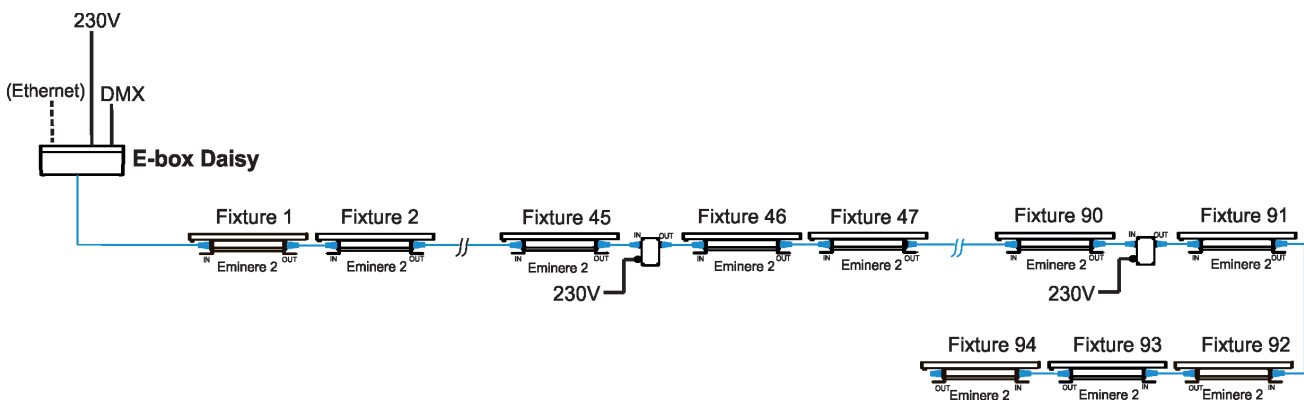 230V
(Ethernet)
DMX
E-box Daisy
Fixture 1
Fixture 2
Fixture 45
Fixture 46
Fixture 47
Fixture 90
Fixture 91
IN
OUT
IN
OUT
IN
OUT
IN
OUT
IN
OUT
IN
OUT
IN
OUT
IN
OUT
IN
OUT
Eminere 2
Eminere 2
Eminere 2
Eminere 2
Eminere 2
Eminere 2
Eminere 2
230V
230V
Fixture 94
Fixture 93
Fixture 92
OUT
IN
OUT
IN
OUT
IN
Eminere 2
Eminere 2
Eminere 2